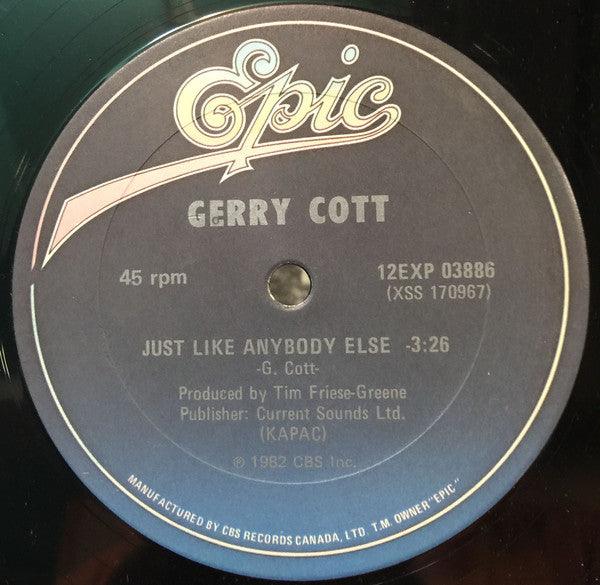 Epic
GERRY COTT
45 rpm
12EXP 03886
(XSS 170967)
JUST LIKE ANYBODY ELSE -3:26
-G. Cott-
Produced by Tim Friese-Greene
Publisher: Current Sounds Ltd.
(KAPAC)
℗ 1982 CBS Inc.
MANUFACTURED BY CBS RECORDS CANADA, LTD. T.M. OWNER "EPIC"